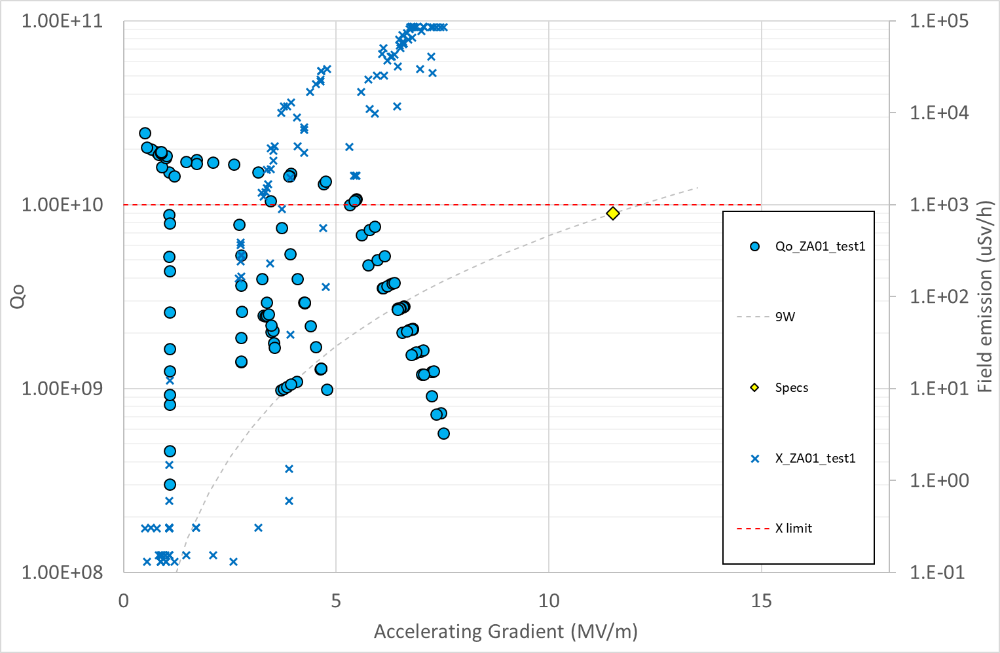 1.00E+11
1.00E+10
1.00E+09
1.00E+08
Qo
0
5
10
15
Accelerating Gradient (MV/m)
1.E+05
1.E+04
1.E+03
1.E+02
1.E+01
1.E+00
1.E-01
Field emission (uSv/h)
Qo_ZA01_test1
9W
Specs
X_ZA01_test1
X limit